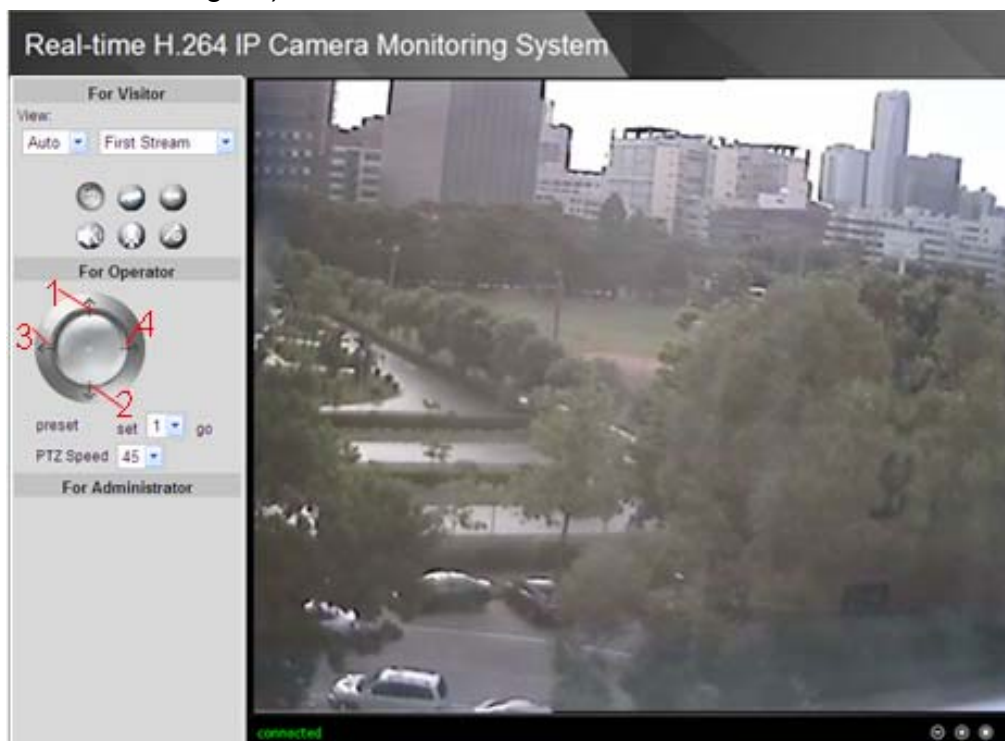 Real-time H.264 IP Camera Monitoring System
For Visitor
View:
Auto First Stream
For Operator
1
3 4
2
preset set 1 go
PTZ Speed 45
For Administrator
connected